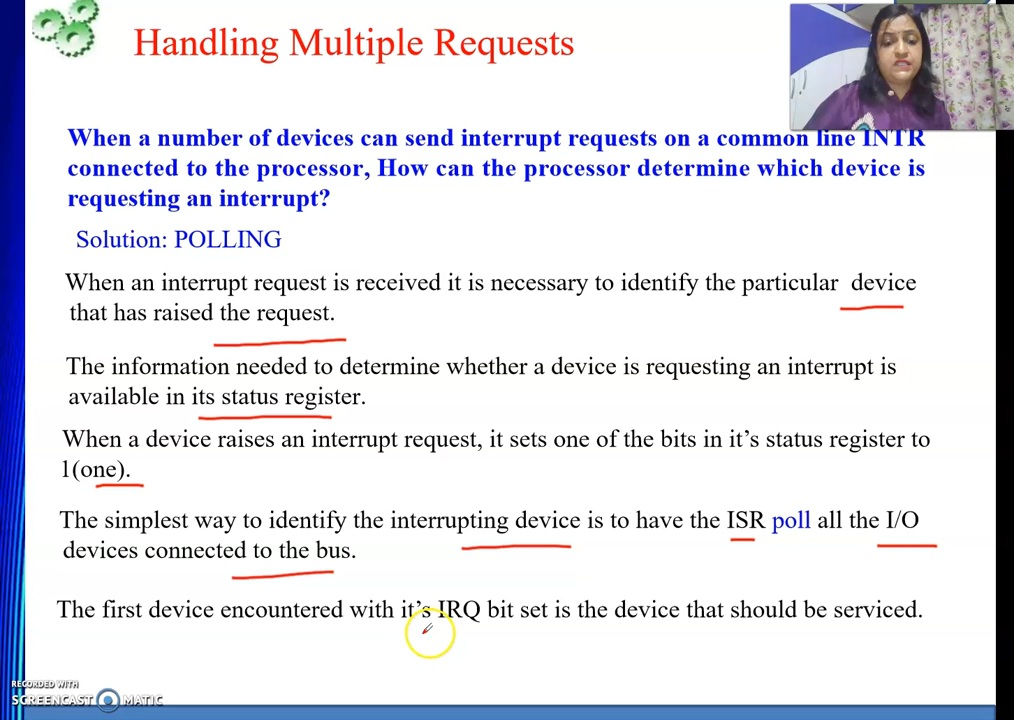 Handling Multiple Requests
When a number of devices can send interrupt requests on a common line INTR
connected to the processor, How can the processor determine which device is
requesting an interrupt?
Solution: POLLING
When an interrupt request is received it is necessary to identify the particular device
that has raised the request.
The information needed to determine whether a device is requesting an interrupt is
available in its status register.
When a device raises an interrupt request, it sets one of the bits in it’s status register to
1(one).
The simplest way to identify the interrupting device is to have the ISR poll all the I/O
devices connected to the bus.
The first device encountered with it’s IRQ bit set is the device that should be serviced.
RECORDED WITH
SCREENCAST MATIC